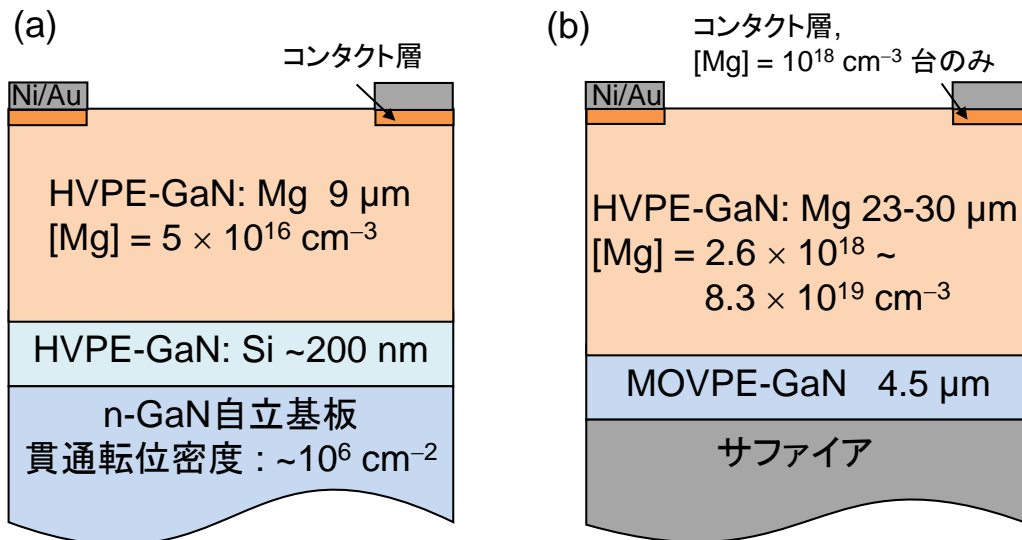 (a)
コンタクト層
Ni/Au
HVPE-GaN: Mg 9 µm
[Mg] = 5 × 10¹⁶ cm⁻³
HVPE-GaN: Si ~200 nm
n-GaN自立基板
貫通転位密度 : ~10⁶ cm⁻²
(b)
コンタクト層,
[Mg] = 10¹⁸ cm⁻³ 台のみ
Ni/Au
HVPE-GaN: Mg 23-30 µm
[Mg] = 2.6 × 10¹⁸ ~
8.3 × 10¹⁹ cm⁻³
MOVPE-GaN 4.5 µm
サファイア